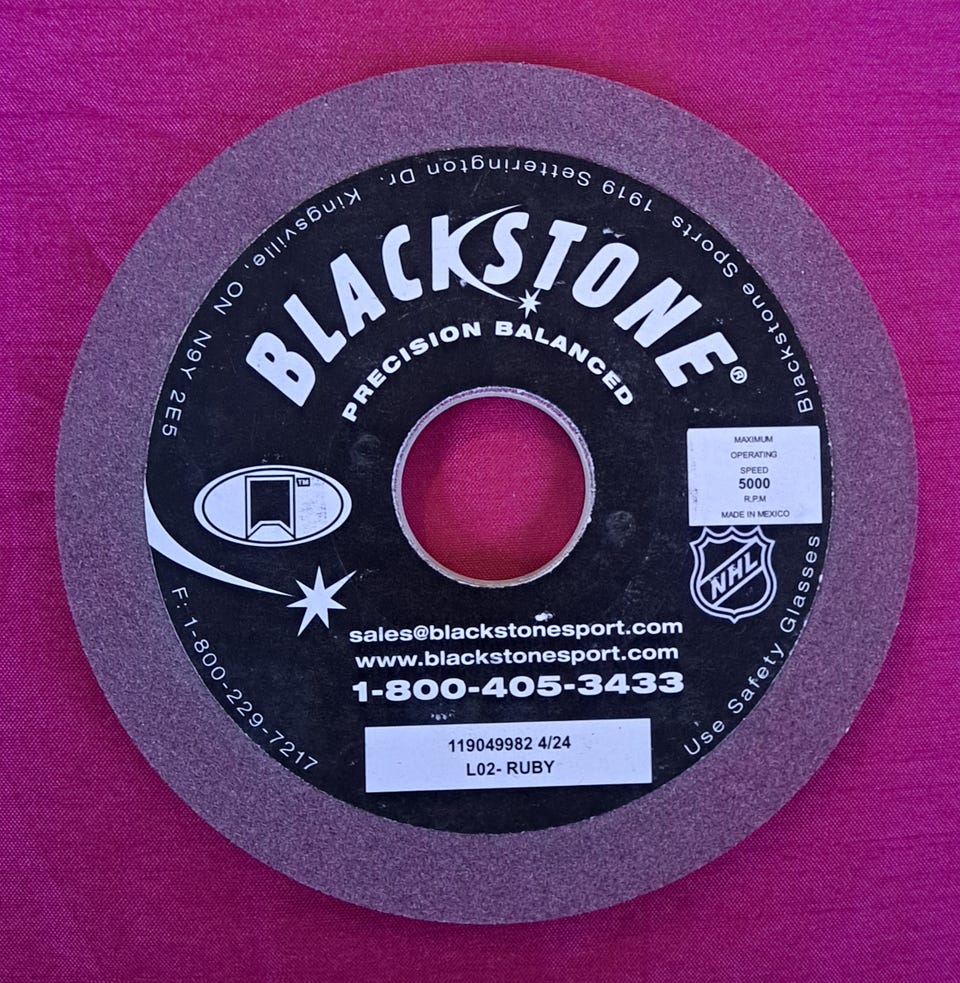 Blackstone Sports 1919 Setterington Dr. Kingsville, ON N9Y 2E5
BLACKSTONE®
PRECISION BALANCED
MAXIMUM
OPERATING
SPEED
5000
R.P.M
MADE IN MEXICO
TM
NHL
F: 1-800-229-7217
Use Safety Glasses
sales@blackstonesport.com
www.blackstonesport.com
1-800-405-3433
119049982 4/24
L02- RUBY